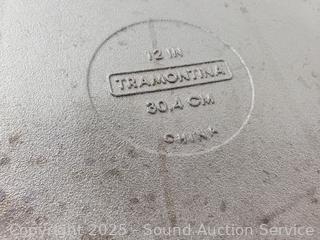 12 IN
TRAMONTINA
30,4 CM
CHINA
Copyright 2025 - Sound Auction Service